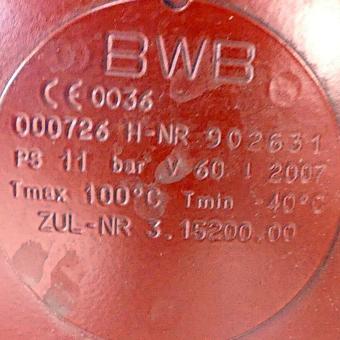 BWB
CE 0036
000726 H-NR 902631
PS 11 bar V 60 l 2007
Tmax 100°C Tmin -40°C
ZUL-NR 3.15200.00